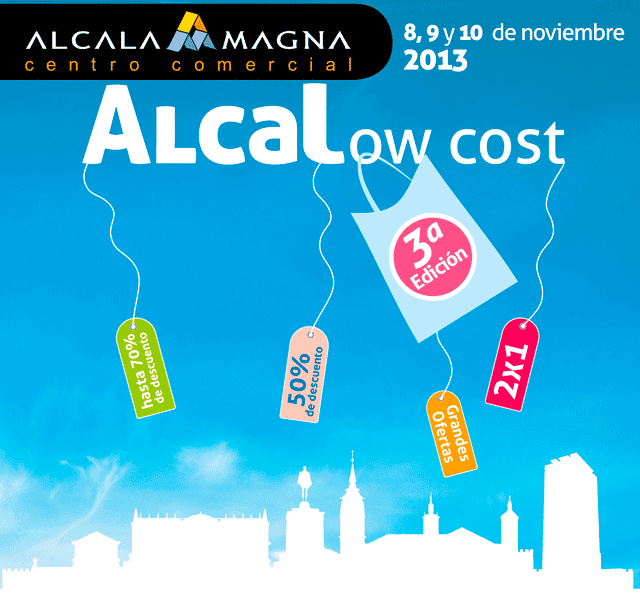 ALCALA MAGNA
centro comercial
8, 9 y 10 de noviembre
2013
ALCALOW COST
3ª
Edición
hasta 70%
de descuento
50%
de descuento
Grandes
Ofertas
2x1